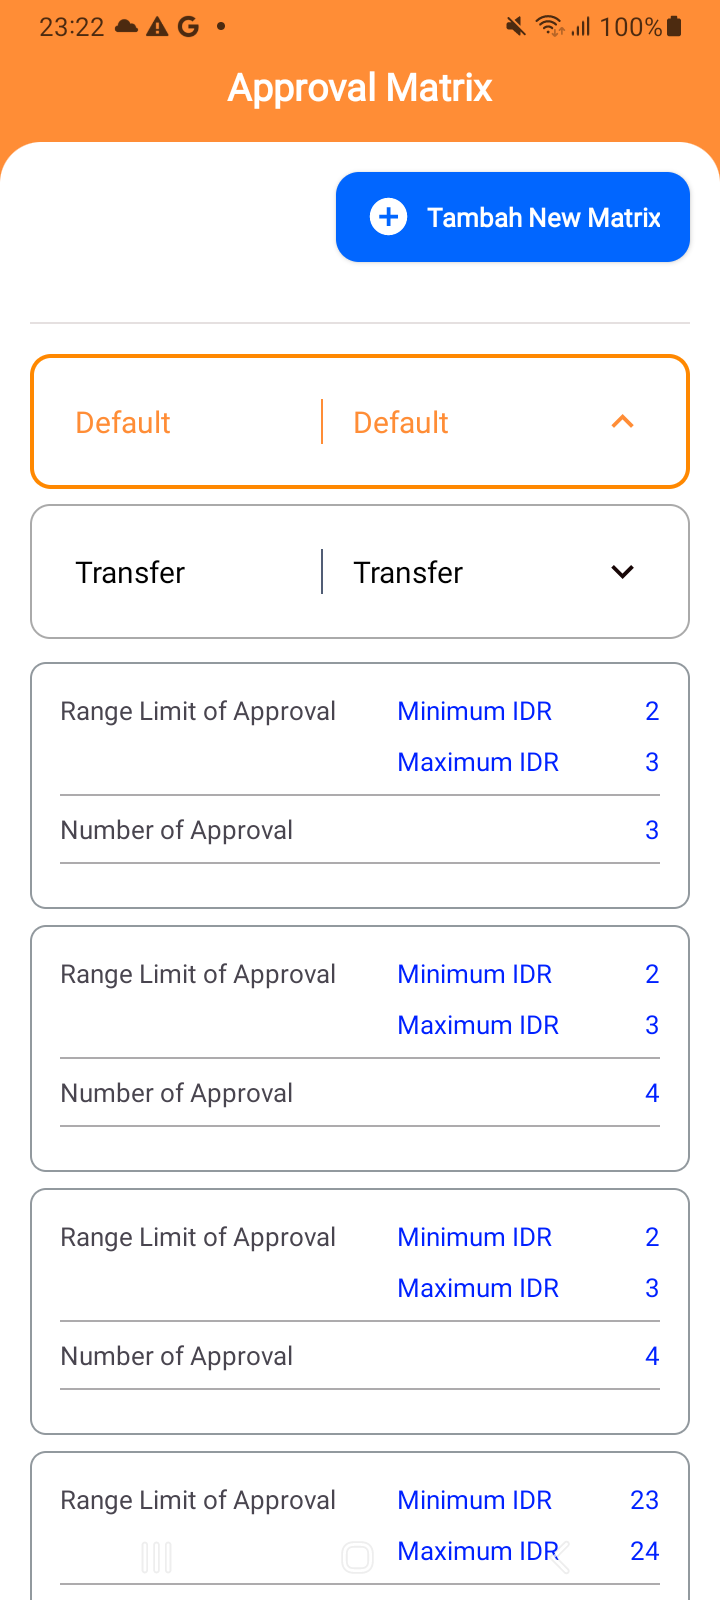 23:22 100%
Approval Matrix
Tambah New Matrix
Default Default
Transfer Transfer
Range Limit of Approval Minimum IDR 2
Maximum IDR 3
Number of Approval 3
Range Limit of Approval Minimum IDR 2
Maximum IDR 3
Number of Approval 4
Range Limit of Approval Minimum IDR 2
Maximum IDR 3
Number of Approval 4
Range Limit of Approval Minimum IDR 23
Maximum IDR 24